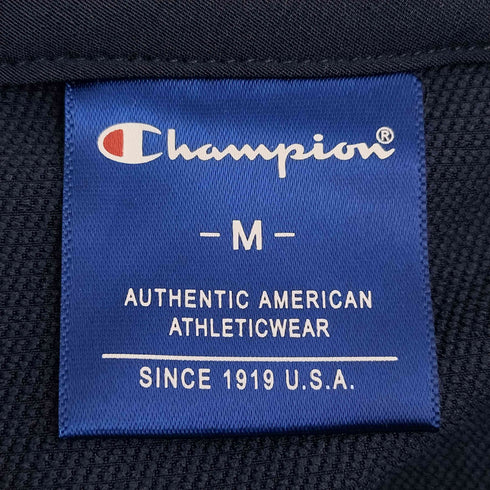 Champion®
- M -
AUTHENTIC AMERICAN
ATHLETICWEAR
SINCE 1919 U.S.A.